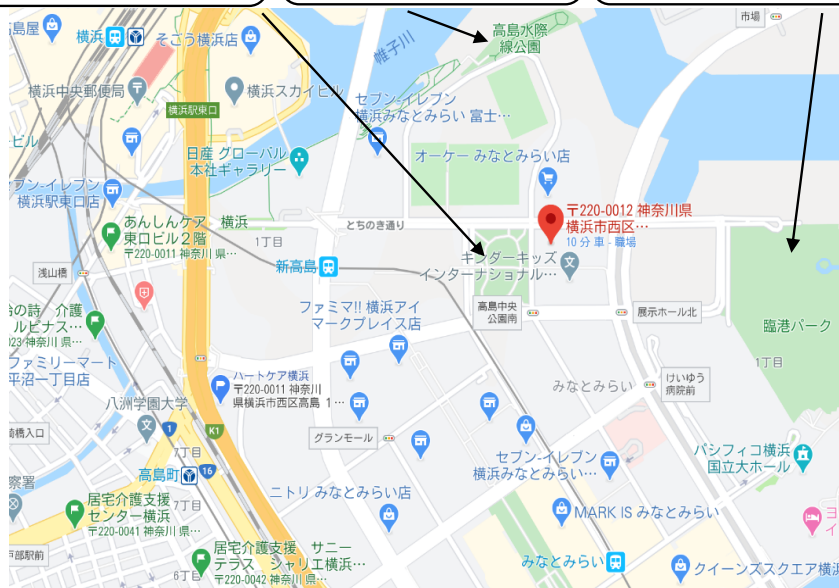 島屋
横浜
そごう横浜店
高島水際
線公園
市場
帷子川
横浜中央郵便局
横浜スカイビル
横浜駅東口
セブン-イレブン
横浜みなとみらい 富士…
ビル
日産 グローバル
本社ギャラリー
オーケー みなとみらい店
セブン-イレブン
横浜駅東口店
〒220-0012 神奈川県
横浜市西区…
10 分 車 - 職場
あんしんケア 横浜
東口ビル２階
〒220-0011 神奈川県…
とちのき通り
1丁目
浅山橋
新高島
キンダーキッズ
インターナショナル…
ファミマ!! 横浜アイ
マークプレイス店
高島中央
公園南
展示ホール北
臨港パーク
の詩 介護
ルピナス…
023 神奈川県…
1丁目
ファミリーマート
平沼一丁目店
ハートケア横浜
〒220-0011 神奈川
県横浜市西区高島 1…
みなとみらい
けいゆう
病院前
八洲学園大学
1
K1
橋入口
7丁目
グランモール
高島町
16
セブン-イレブン
横浜みなとみらい…
パシフィコ横浜
国立大ホール
察署
居宅介護支援
センター横浜
〒220-0041 神奈川県…
7丁目
ニトリ みなとみらい店
MARK IS みなとみらい
ヨ
イ
戸部駅前
居宅介護支援 サニー
テラス シャリエ横浜…
〒220-0042 神奈川県…
6丁目
みなとみらい
クイーンズスクエア横浜